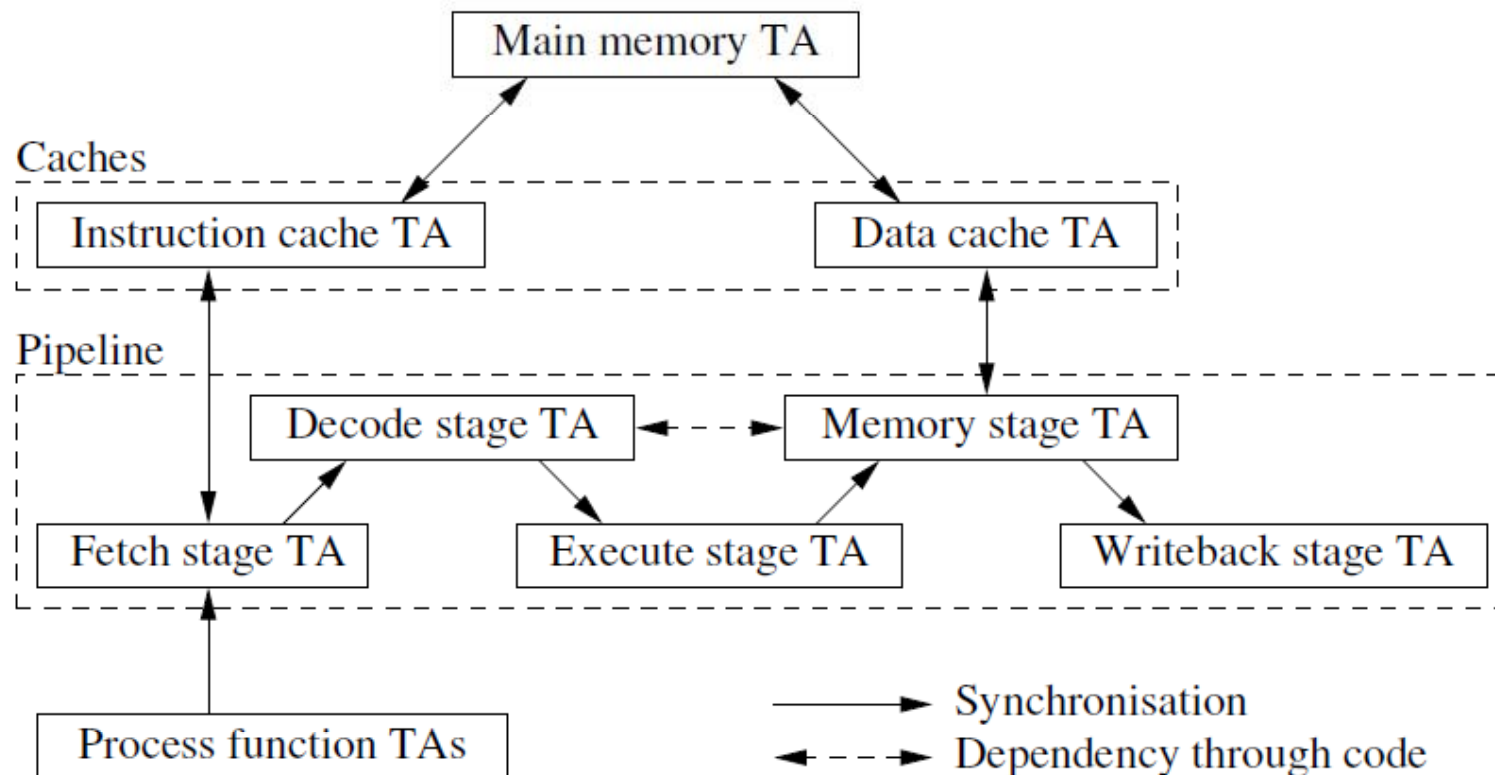 Main memory TA
Caches
Instruction cache TA
Data cache TA
Pipeline
Decode stage TA
Memory stage TA
Fetch stage TA
Execute stage TA
Writeback stage TA
Process function TAs
Synchronisation
Dependency through code